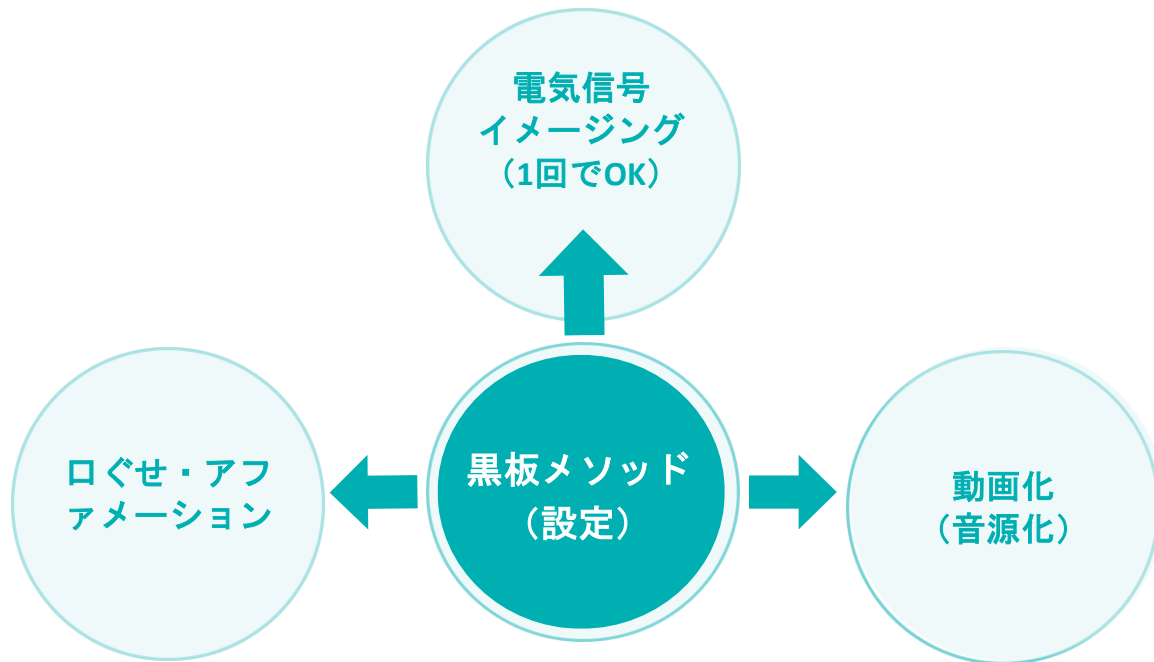 電気信号
イメージング
（1回でOK）
口ぐせ・アフ
ァメーション
黒板メソッド
（設定）
動画化
（音源化）